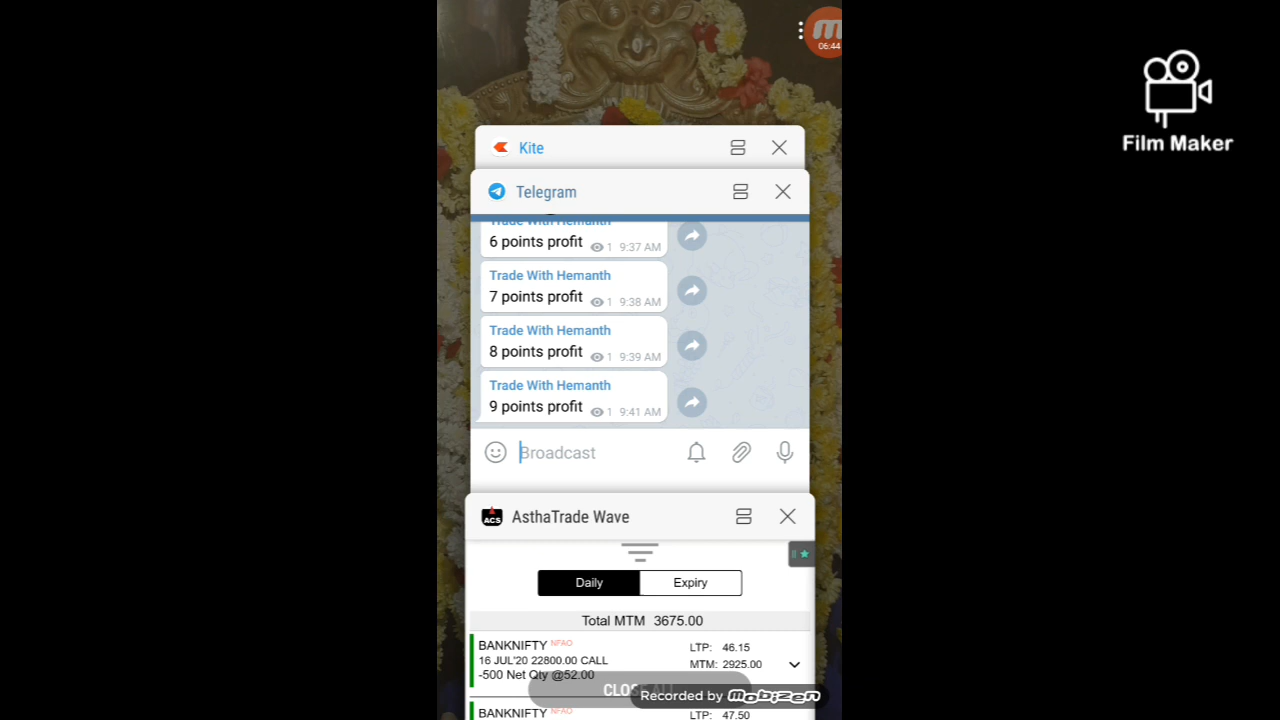 06:44
Film Maker
Kite
Telegram
Trade With Hemanth
6 points profit 1 9:37 AM
Trade With Hemanth
7 points profit 1 9:38 AM
Trade With Hemanth
8 points profit 1 9:39 AM
Trade With Hemanth
9 points profit 1 9:41 AM
Broadcast
ACS AsthaTrade Wave
Daily Expiry
Total MTM 3675.00
BANKNIFTY NFAO LTP: 46.15
16 JUL'20 22800.00 CALL MTM: 2925.00
-500 Net Qty @52.00
Recorded by MOBIZEN
BANKNIFTY NFAO LTP: 47.50